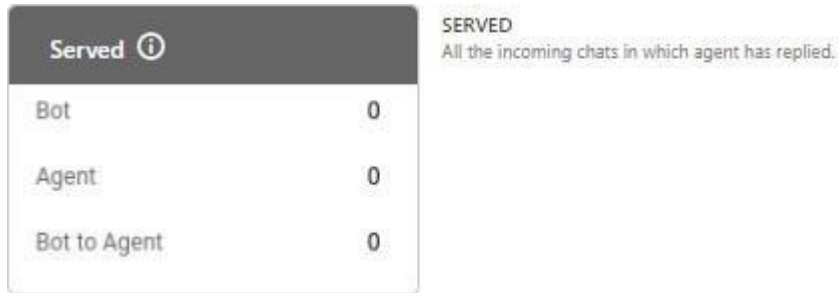 Served
SERVED
All the incoming chats in which agent has replied.
Bot 0
Agent 0
Bot to Agent 0